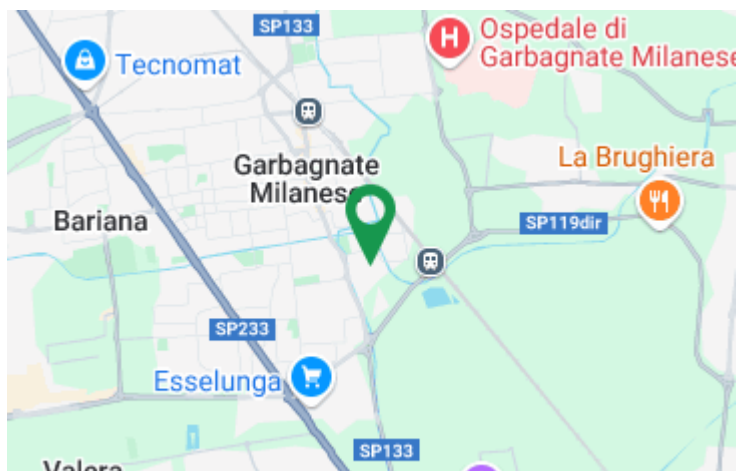 SP133
Ospedale di
Garbagnate Milanese
Tecnomat
Garbagnate
Milanese
La Brughiera
Bariana
SP119dir
SP233
Esselunga
SP133
Valera